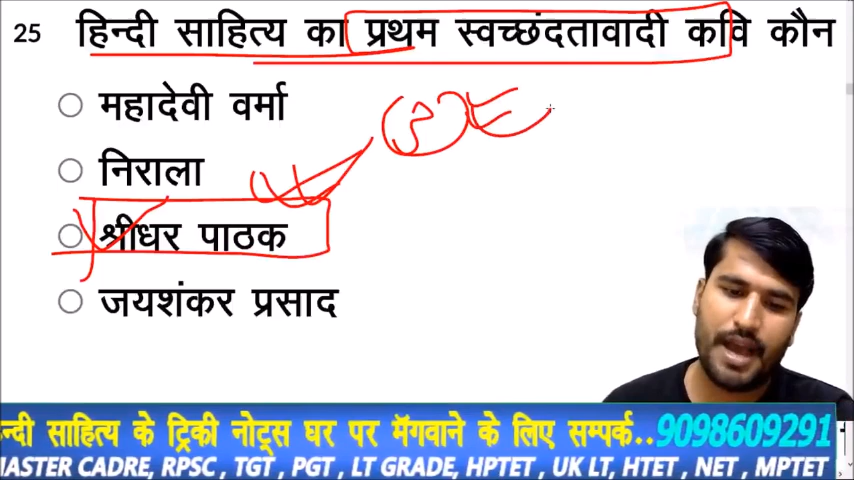 25 हिन्दी साहित्य का प्रथम स्वच्छंदतावादी कवि कौन
महादेवी वर्मा
निराला
श्रीधर पाठक
जयशंकर प्रसाद
न्दी साहित्य के ट्रिकी नोट्स घर पर मॅगवाने के लिए सम्पर्क..9098609291
MASTER CADRE, RPSC , TGT , PGT , LT GRADE, HPTET , UK LT, HTET , NET , MPTET